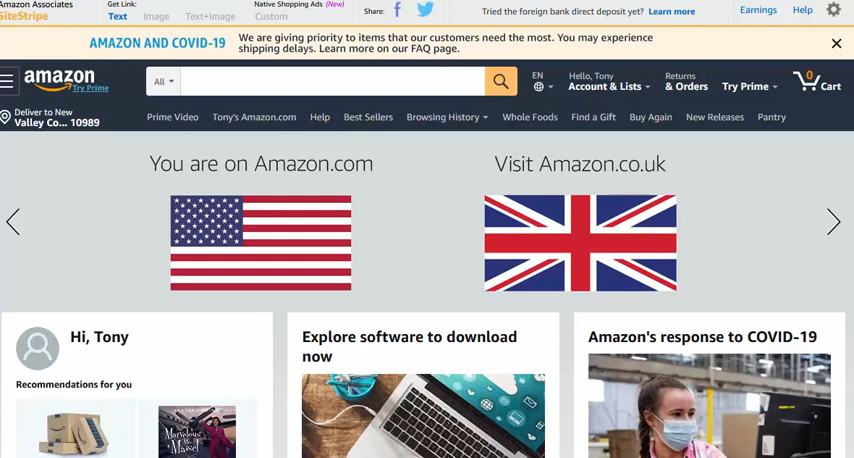 Amazon Associates
SiteStripe
Get Link:
Text Image Text+Image
Native Shopping Ads (New)
Custom
Share:
Tried the foreign bank direct deposit yet? Learn more
Earnings Help
AMAZON AND COVID-19
We are giving priority to items that our customers need the most. You may experience
shipping delays. Learn more on our FAQ page.
amazon
Try Prime
All
EN
Hello, Tony
Account & Lists
Returns
& Orders
Try Prime
0
Cart
Deliver to New
Valley Co... 10989
Prime Video Tony's Amazon.com Help Best Sellers Browsing History Whole Foods Find a Gift Buy Again New Releases Pantry
You are on Amazon.com
Visit Amazon.co.uk
Hi, Tony
Recommendations for you
Marvelous
Mrs.
Maisel
Explore software to download
now
Amazon's response to COVID-19